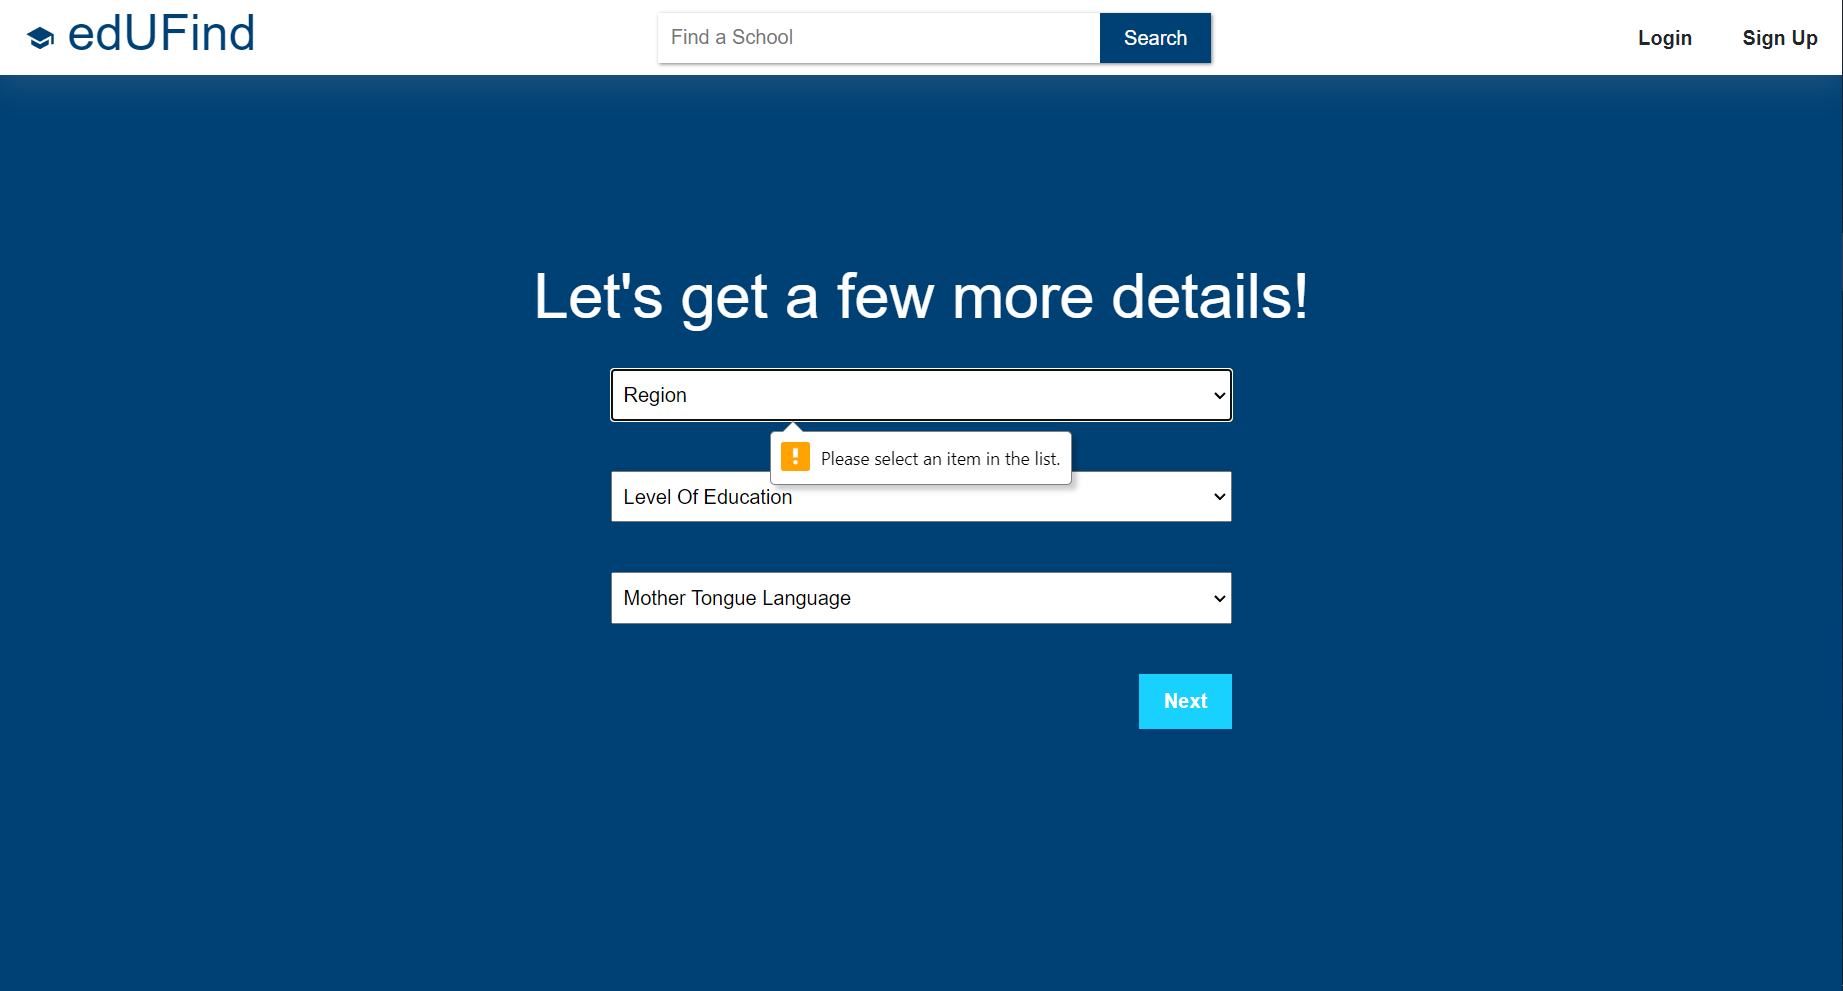 edUFind
Find a School
Search
Login
Sign Up
Let's get a few more details!
Region
Please select an item in the list.
Level Of Education
Mother Tongue Language
Next